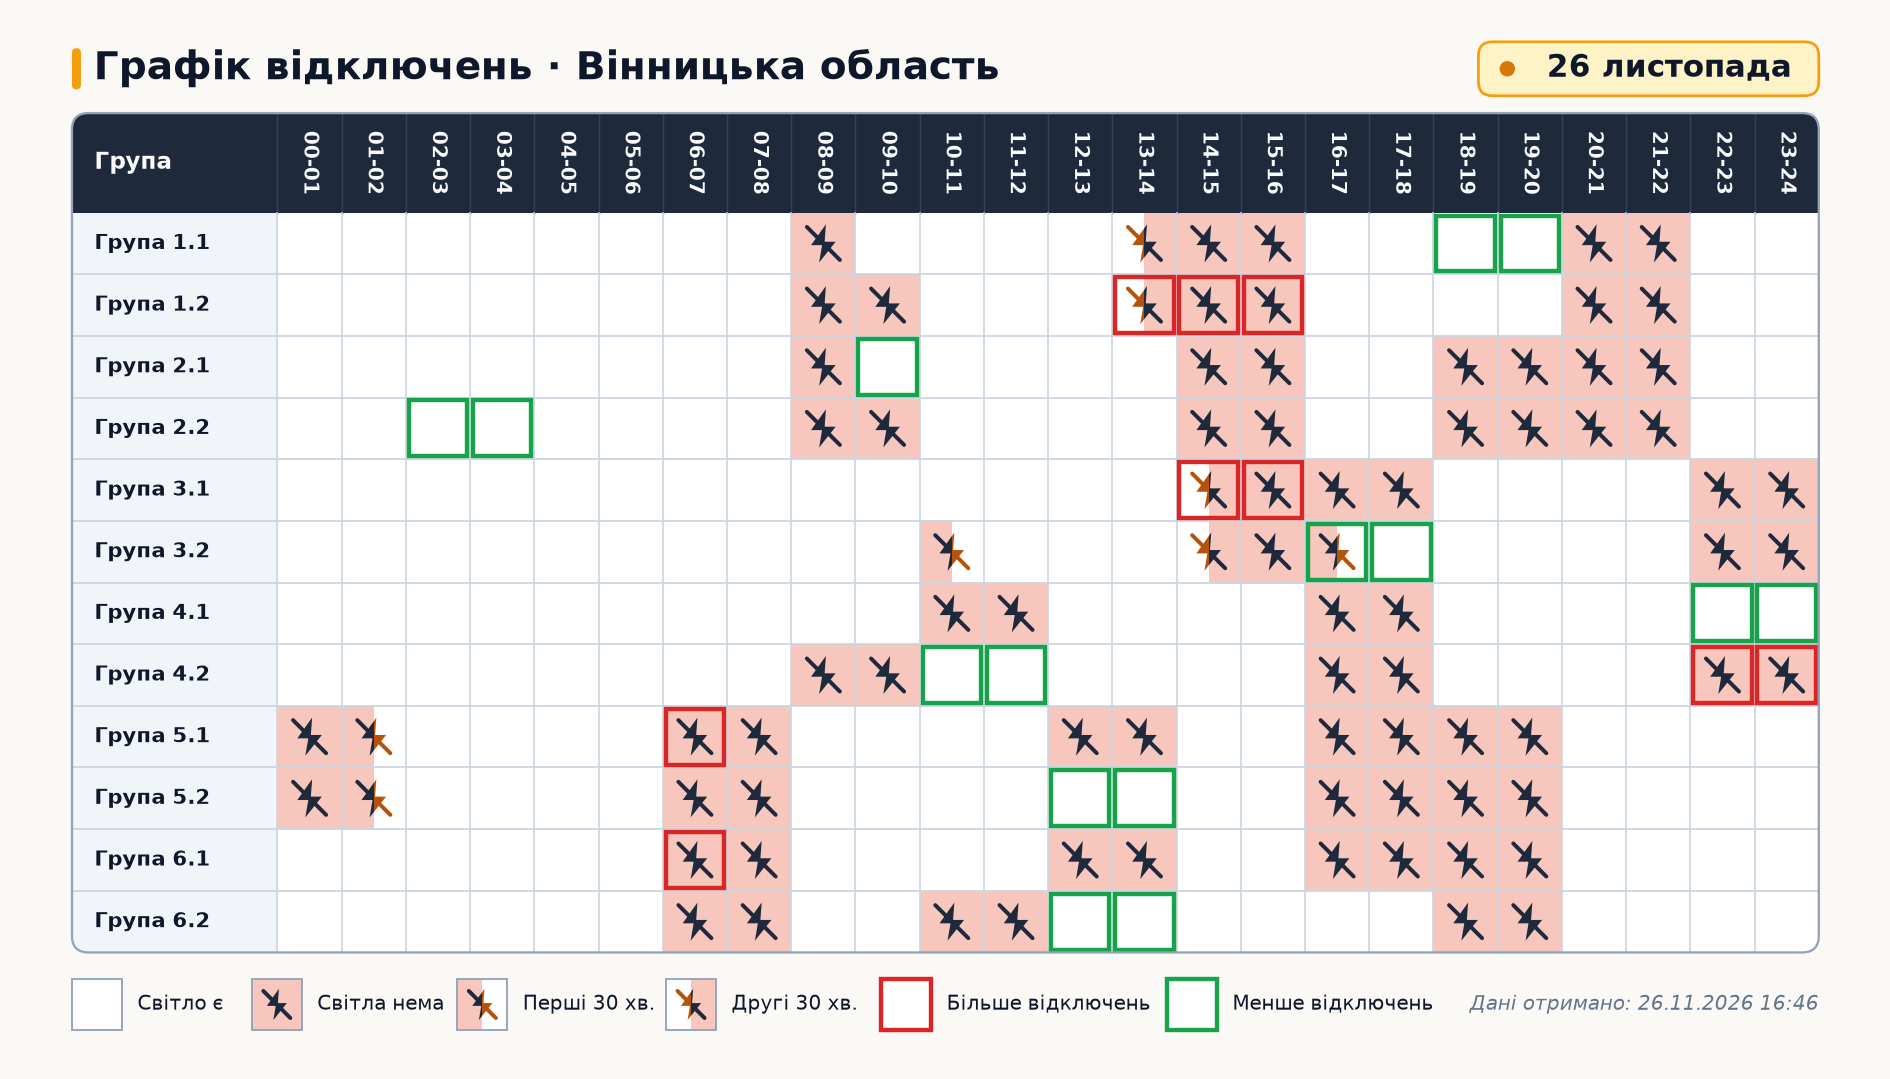 Графік відключень · Вінницька область
26 листопада
Група 00-01 01-02 02-03 03-04 04-05 05-06 06-07 07-08 08-09 09-10 10-11 11-12 12-13 13-14 14-15 15-16 16-17 17-18 18-19 19-20 20-21 21-22 22-23 23-24
Група 1.1
Група 1.2
Група 2.1
Група 2.2
Група 3.1
Група 3.2
Група 4.1
Група 4.2
Група 5.1
Група 5.2
Група 6.1
Група 6.2
Світло є Світла нема Перші 30 хв. Другі 30 хв. Більше відключень Менше відключень Дані отримано: 26.11.2026 16:46